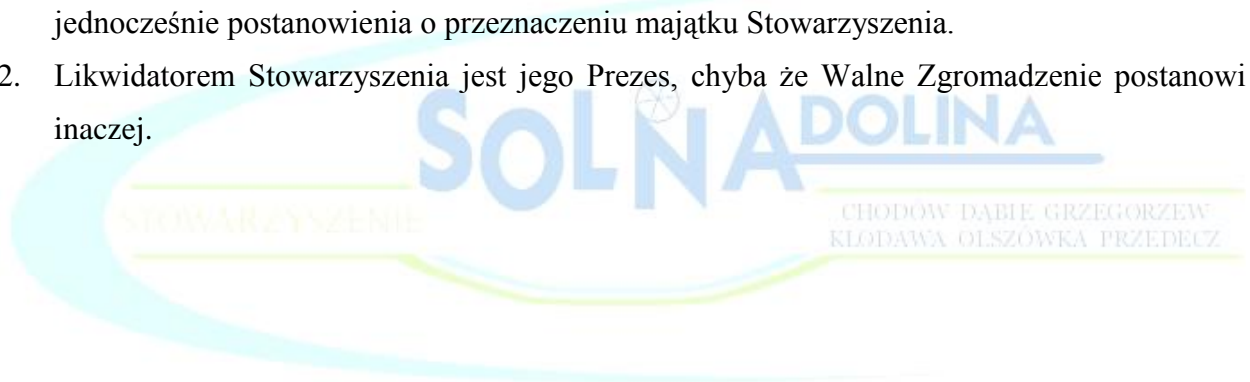 jednocześnie postanowienia o przeznaczeniu majątku Stowarzyszenia.
2. Likwidatorem Stowarzyszenia jest jego Prezes, chyba że Walne Zgromadzenie postanowi
inaczej.
SOLNA DOLINA
STOWARZYSZENIE
CHODÓW DĄBIE GRZEGORZEW
KŁODAWA OLSZÓWKA PRZEDECZ